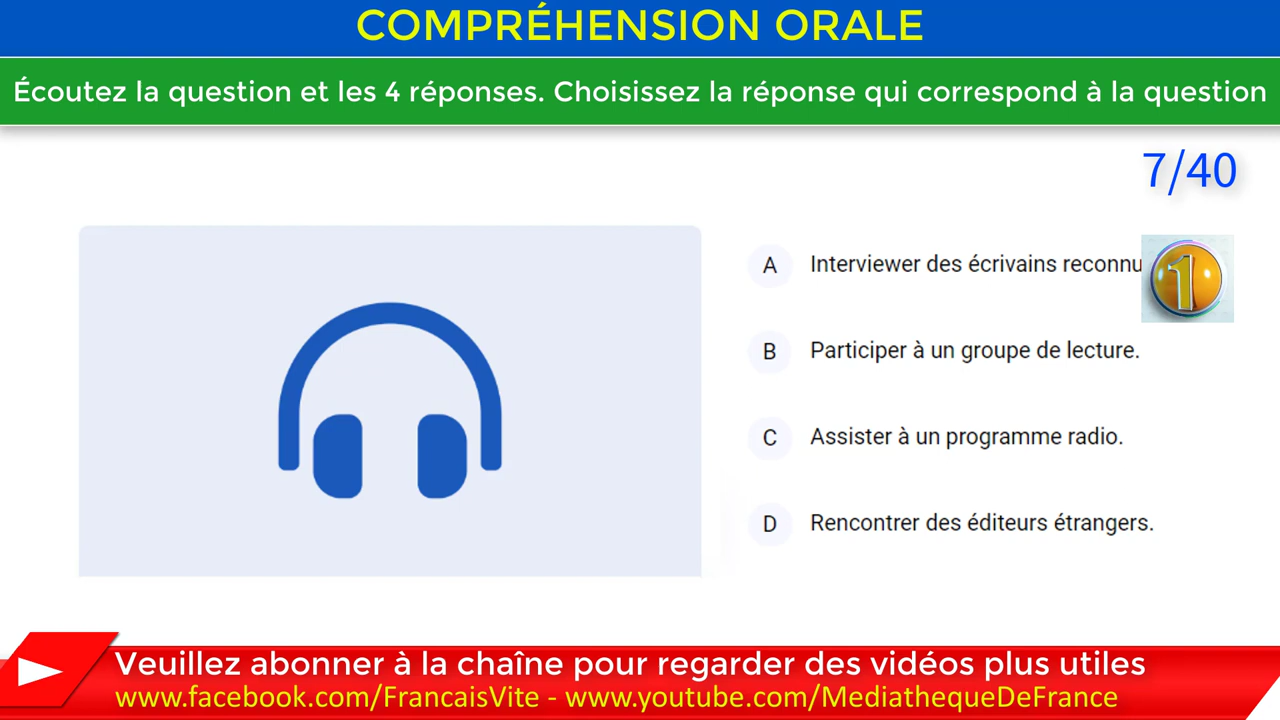 COMPRÉHENSION ORALE
Écoutez la question et les 4 réponses. Choisissez la réponse qui correspond à la question
7/40
A Interviewer des écrivains reconnu
1
B Participer à un groupe de lecture.
C Assister à un programme radio.
D Rencontrer des éditeurs étrangers.
Veuillez abonner à la chaîne pour regarder des vidéos plus utiles
www.facebook.com/FrancaisVite - www.youtube.com/MediathequeDeFrance